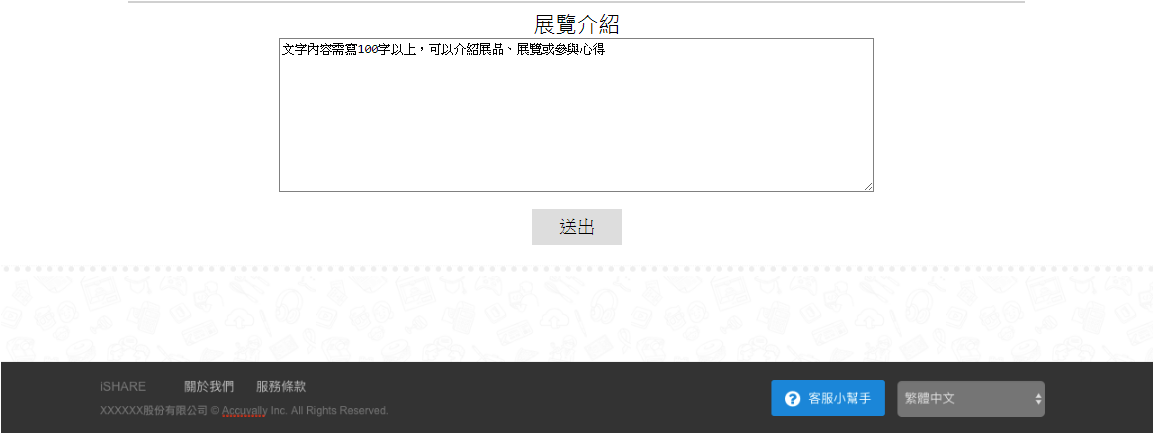 展覽介紹
文字內容需寫100字以上，可以介紹展品、展覽或參與心得
送出
iSHARE 關於我們 服務條款
XXXXXX股份有限公司 © Accuvally Inc. All Rights Reserved.
客服小幫手 繁體中文